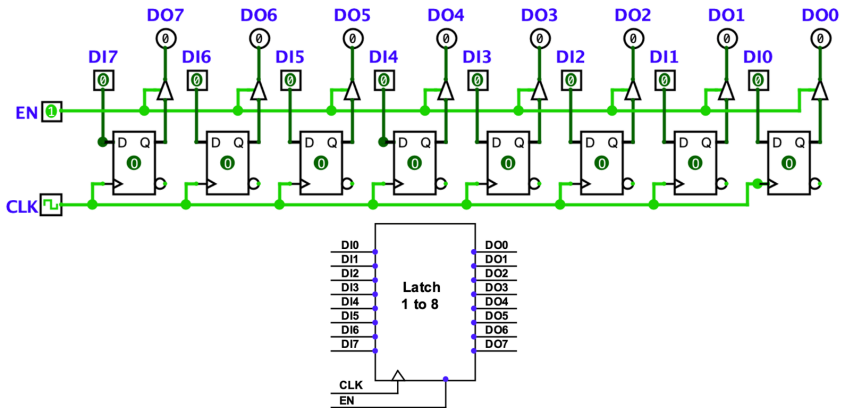 DO7 DO6 DO5 DO4 DO3 DO2 DO1 DO0
0 0 0 0 0 0 0 0
DI7 DI6 DI5 DI4 DI3 DI2 DI1 DI0
0 0 0 0 0 0 0 0
EN 1
D Q D Q D Q D Q D Q D Q D Q D Q
0 0 0 0 0 0 0 0
CLK
DI0 DO0
DI1 DO1
DI2 DO2
Latch
DI3 DO3
1 to 8
DI4 DO4
DI5 DO5
DI6 DO6
DI7 DO7
CLK
EN